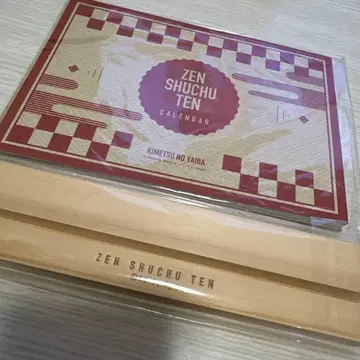 ZEN
SHUCHU
TEN
CALENDAR
KIMETSU NO YAIBA
ZEN SHUCHU TEN